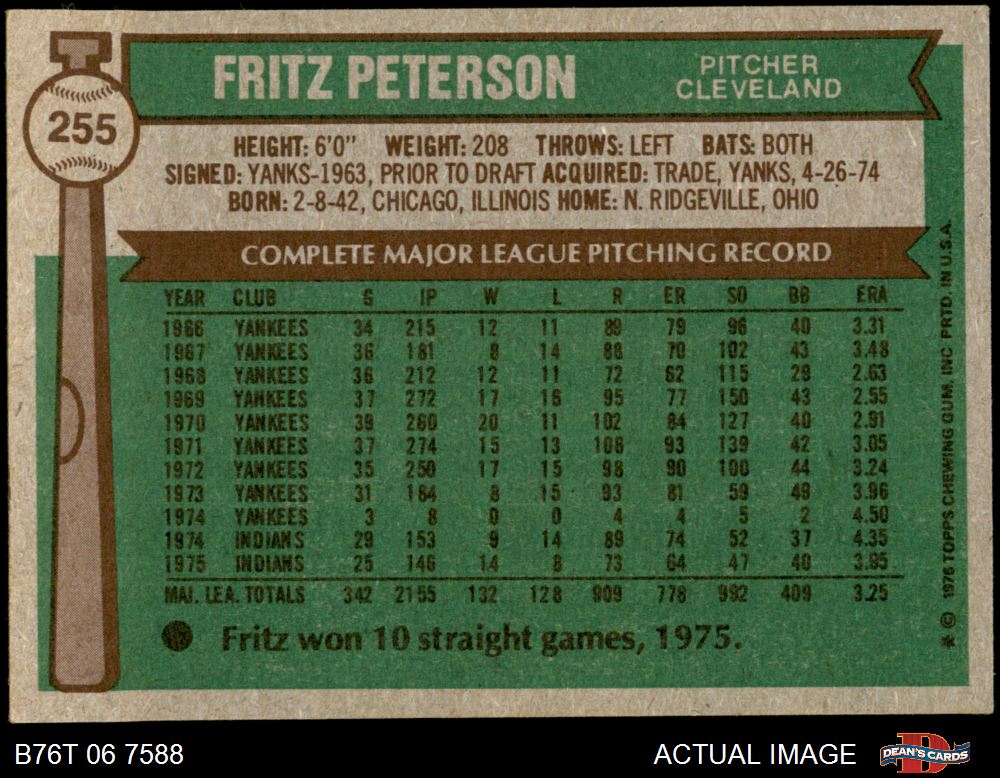 255
FRITZ PETERSON
PITCHER
CLEVELAND
HEIGHT: 6'0" WEIGHT: 208 THROWS: LEFT BATS: BOTH
SIGNED: YANKS-1963, PRIOR TO DRAFT ACQUIRED: TRADE, YANKS, 4-26-74
BORN: 2-8-42, CHICAGO, ILLINOIS HOME: N. RIDGEVILLE, OHIO
COMPLETE MAJOR LEAGUE PITCHING RECORD
YEAR CLUB G IP W L R ER SO BB ERA
1966 YANKEES 34 215 12 11 89 79 96 40 3.31
1967 YANKEES 36 181 8 14 88 70 102 43 3.48
1968 YANKEES 36 212 12 11 72 62 115 29 2.63
1969 YANKEES 37 272 17 16 95 77 150 43 2.55
1970 YANKEES 39 260 20 11 102 84 127 40 2.91
1971 YANKEES 37 274 15 13 106 93 139 42 3.05
1972 YANKEES 35 250 17 15 98 90 100 44 3.24
1973 YANKEES 31 184 8 15 93 81 59 49 3.96
1974 YANKEES 3 8 0 0 4 4 5 2 4.50
1974 INDIANS 29 153 9 14 89 74 52 37 4.35
1975 INDIANS 25 146 14 8 73 64 47 40 3.95
MAJ. LEA. TOTALS 342 2155 132 128 909 778 992 409 3.25
Fritz won 10 straight games, 1975.
* © 1976 TOPPS CHEWING GUM, INC PRTD. IN U.S.A.
B76T 06 7588
ACTUAL IMAGE
D
DEAN'S CARDS